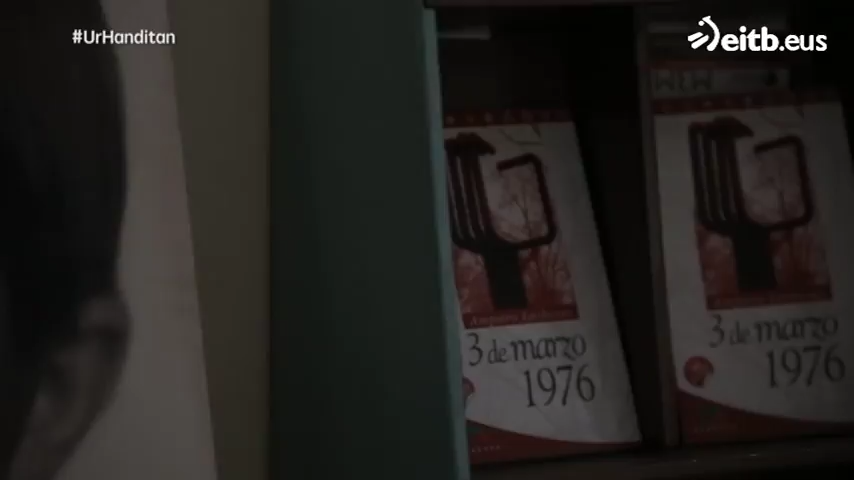 #UrHanditan
eitb.eus
3 de marzo
1976
3 de marzo
1976